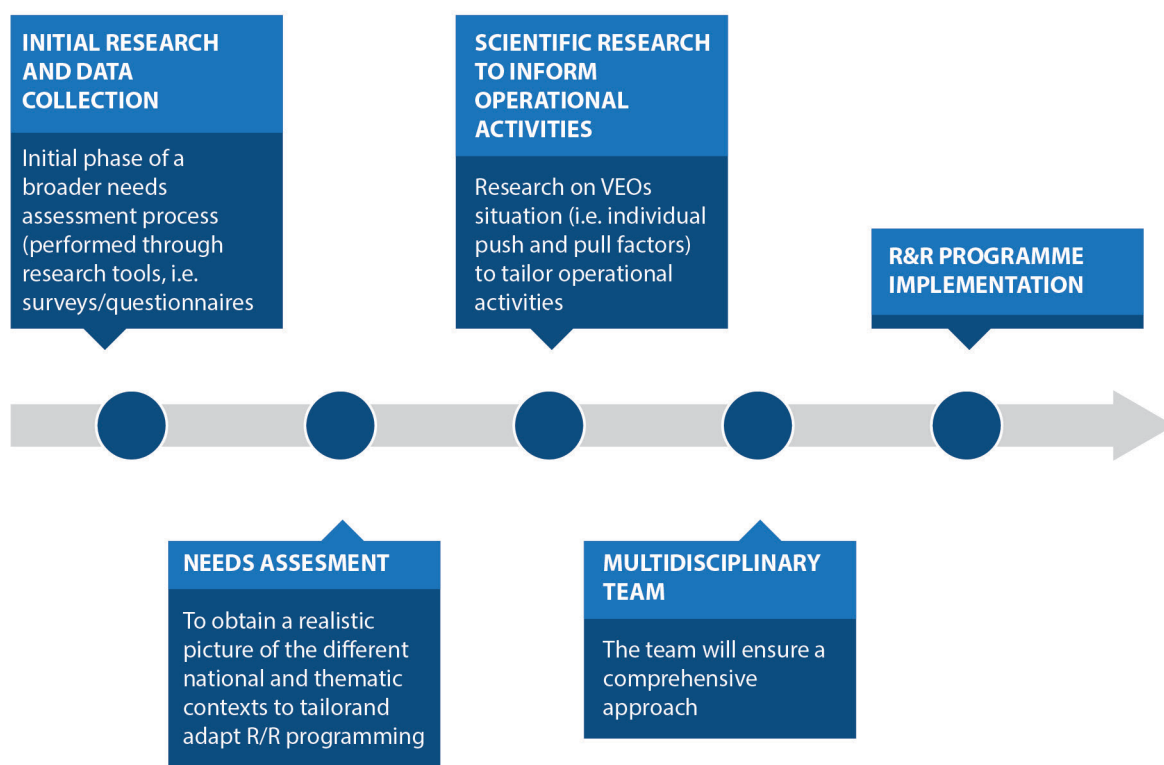 INITIAL RESEARCH
AND DATA
COLLECTION
Initial phase of a
broader needs
assessment process
(performed through
research tools, i.e.
surveys/questionnaires
NEEDS ASSESMENT
To obtain a realistic
picture of the different
national and thematic
contexts to tailorand
adapt R/R programming
SCIENTIFIC RESEARCH
TO INFORM
OPERATIONAL
ACTIVITIES
Research on VEOs
situation (i.e. individual
push and pull factors)
to tailor operational
activities
MULTIDISCIPLINARY
TEAM
The team will ensure a
comprehensive
approach
R&R PROGRAMME
IMPLEMENTATION